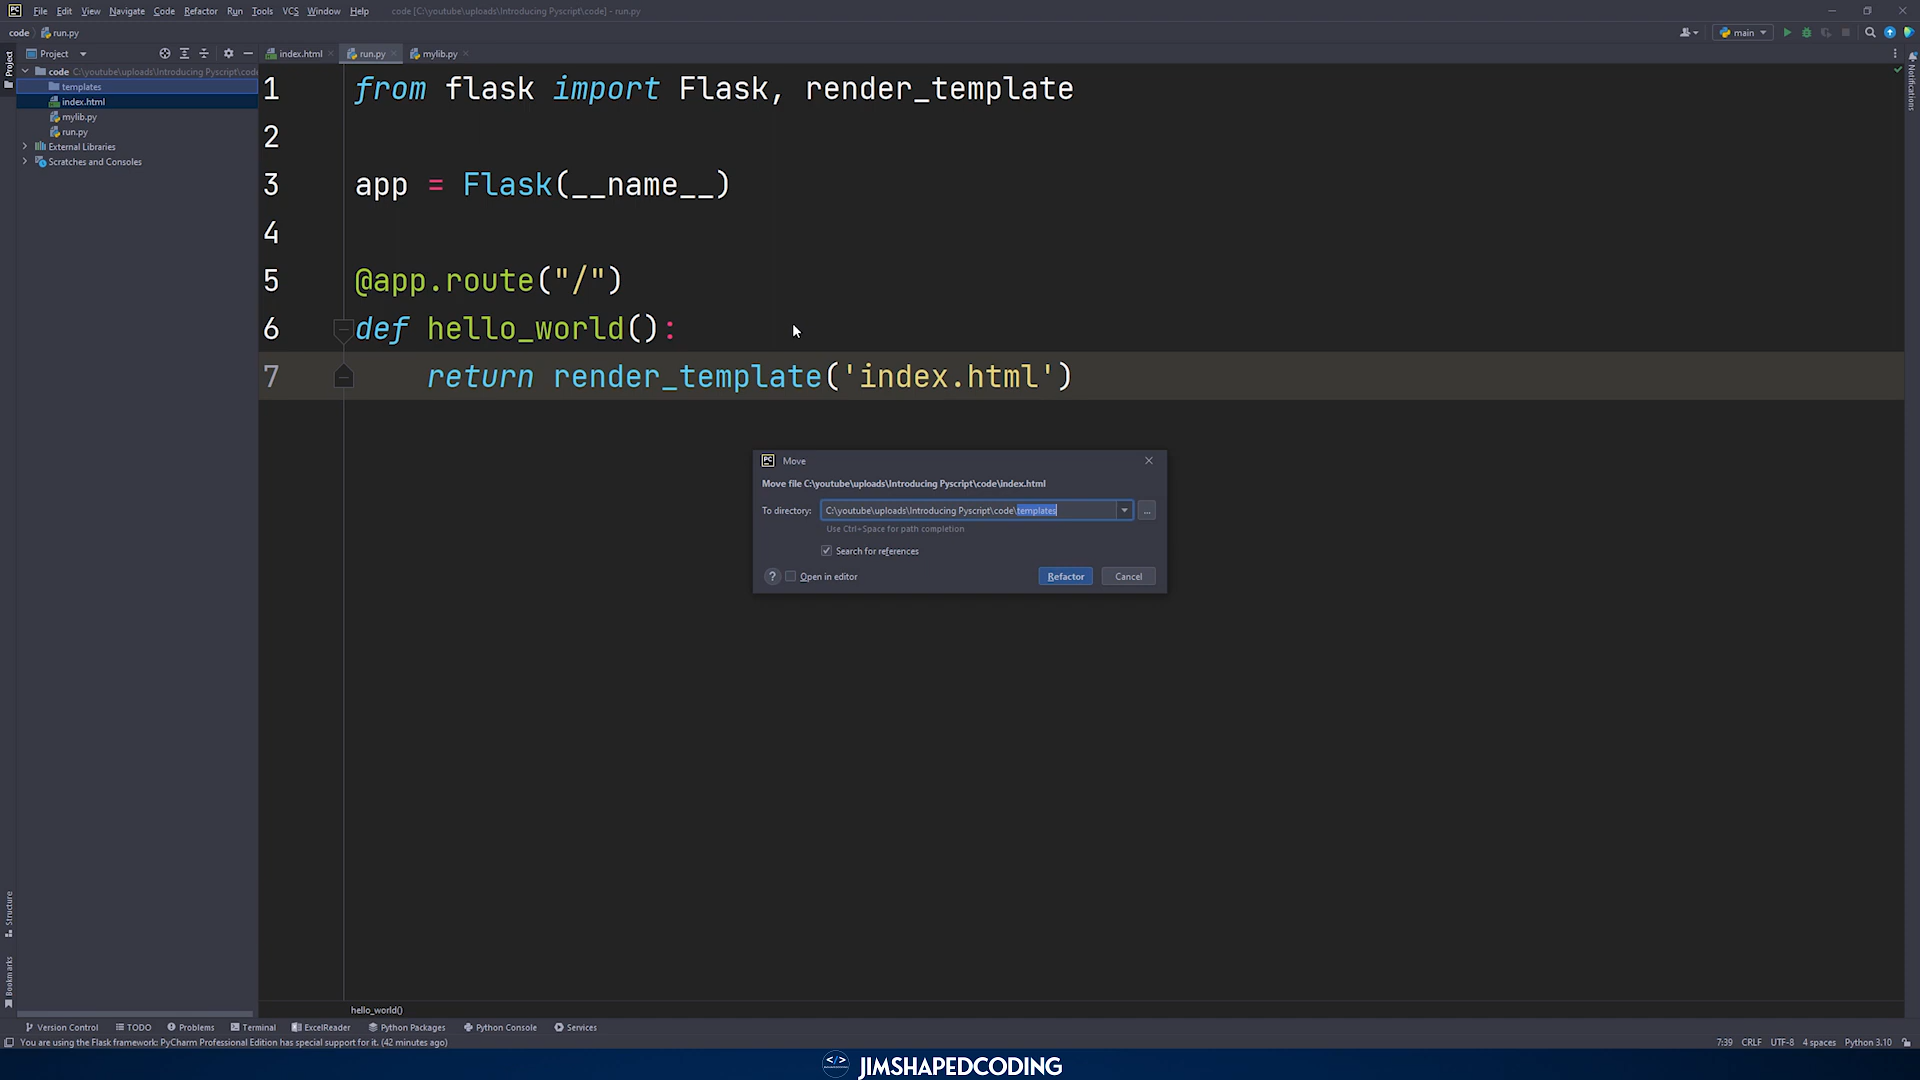 PC File Edit View Navigate Code Refactor Run Tools VCS Window Help code [C:\youtube\uploads\Introducing Pyscript\code] - run.py
code run.py main
Project
Project
index.html run.py mylib.py
code C:\youtube\uploads\Introducing Pyscript\code
templates
index.html
mylib.py
run.py
External Libraries
Scratches and Consoles
Notifications
1 from flask import Flask, render_template
2
3 app = Flask(__name__)
4
5 @app.route("/")
6 def hello_world():
7 return render_template('index.html')
PC Move
Move file C:\youtube\uploads\Introducing Pyscript\code\index.html
To directory: C:\youtube\uploads\Introducing Pyscript\code\templates ...
Use Ctrl+Space for path completion
Search for references
? Open in editor Refactor Cancel
Structure
Bookmarks
hello_world()
Version Control TODO Problems Terminal ExcelReader Python Packages Python Console Services
You are using the Flask framework: PyCharm Professional Edition has special support for it. (42 minutes ago) 7:39 CRLF UTF-8 4 spaces Python 3.10
</> JIMSHAPEDCODING